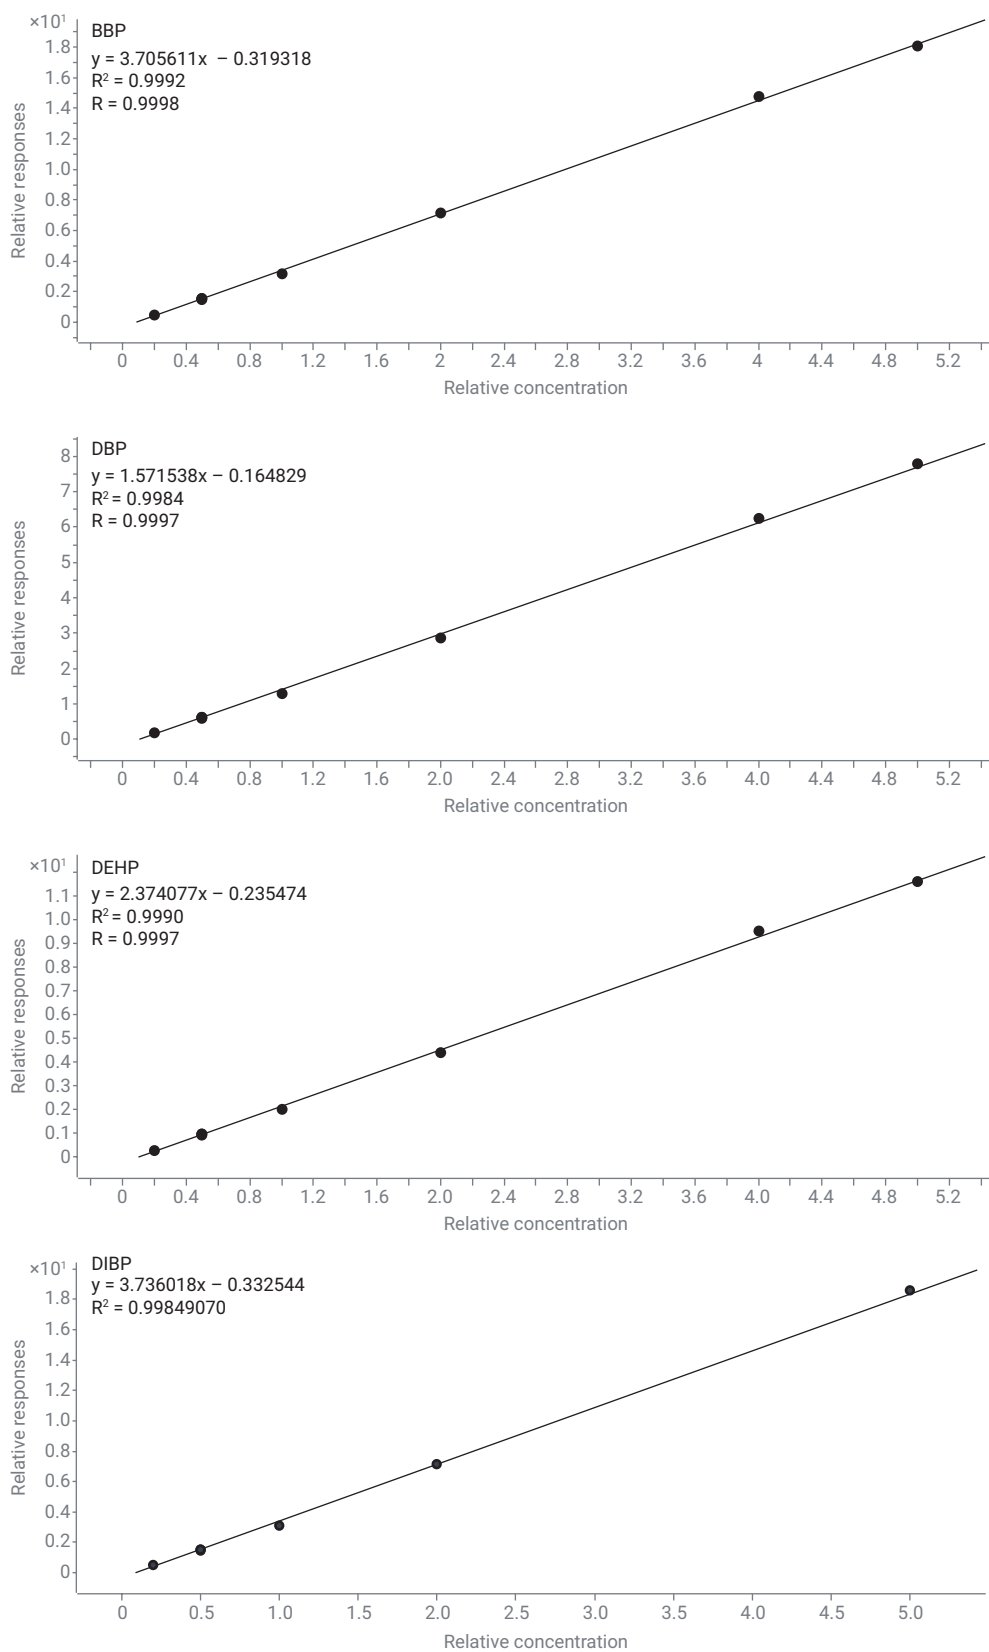 ×10¹
BBP
y = 3.705611x – 0.319318
R² = 0.9992
R = 0.9998
Relative responses
1.8
1.6
1.4
1.2
1.0
0.8
0.6
0.4
0.2
0
0 0.4 0.8 1.2 1.6 2 2.4 2.8 3.2 3.6 4 4.4 4.8 5.2
Relative concentration
DBP
y = 1.571538x – 0.164829
R² = 0.9984
R = 0.9997
Relative responses
8
7
6
5
4
3
2
1
0
0 0.4 0.8 1.2 1.6 2.0 2.4 2.8 3.2 3.6 4.0 4.4 4.8 5.2
Relative concentration
×10¹
DEHP
y = 2.374077x – 0.235474
R² = 0.9990
R = 0.9997
Relative responses
1.1
1.0
0.9
0.8
0.7
0.6
0.5
0.4
0.3
0.2
0.1
0
0 0.4 0.8 1.2 1.6 2.0 2.4 2.8 3.2 3.6 4.0 4.4 4.8 5.2
Relative concentration
×10¹
DIBP
y = 3.736018x – 0.332544
R² = 0.99849070
Relative responses
1.8
1.6
1.4
1.2
1.0
0.8
0.6
0.4
0.2
0
0 0.5 1.0 1.5 2.0 2.5 3.0 3.5 4.0 4.5 5.0
Relative concentration